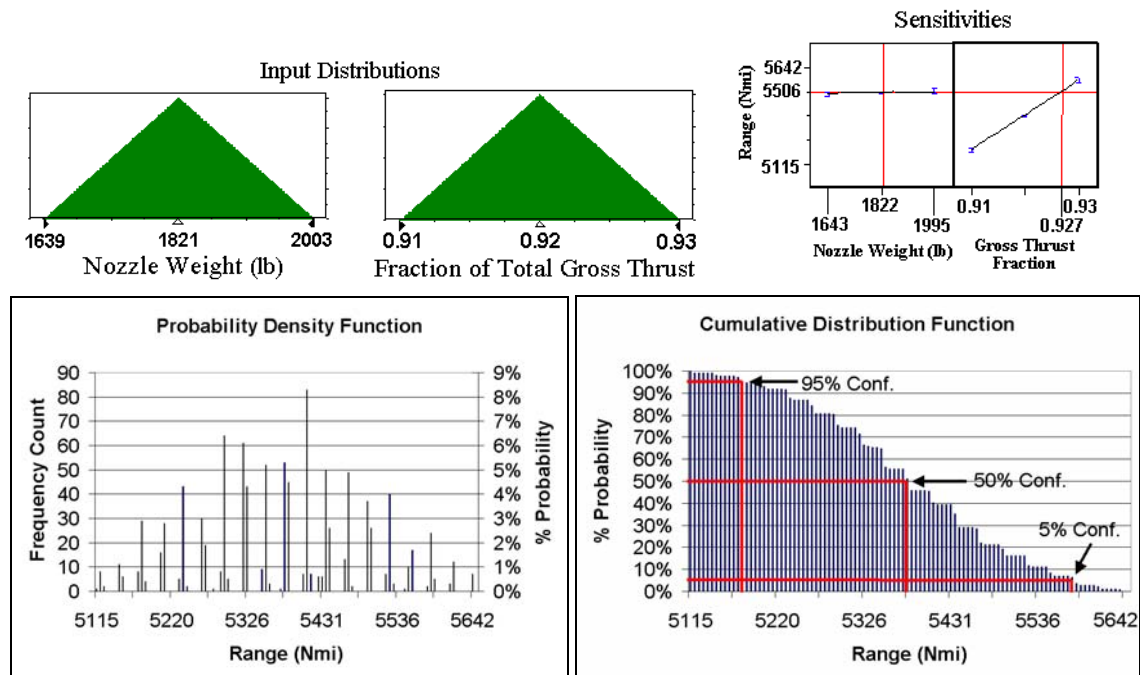 Sensitivities
Input Distributions
1639 1821 2003
Nozzle Weight (lb)
0.91 0.92 0.93
Fraction of Total Gross Thrust
Range (Nmi)
5642
5506
5115
1643 1822 1995
Nozzle Weight (lb)
0.91 0.927 0.93
Gross Thrust
Fraction
Probability Density Function
Frequency Count
90
80
70
60
50
40
30
20
10
0
9%
8%
7%
6%
5%
4%
3%
2%
1%
0%
% Probability
5115 5220 5326 5431 5536 5642
Range (Nmi)
Cumulative Distribution Function
% Probability
100%
90%
80%
70%
60%
50%
40%
30%
20%
10%
0%
95% Conf.
50% Conf.
5% Conf.
5115 5220 5326 5431 5536 5642
Range (Nmi)